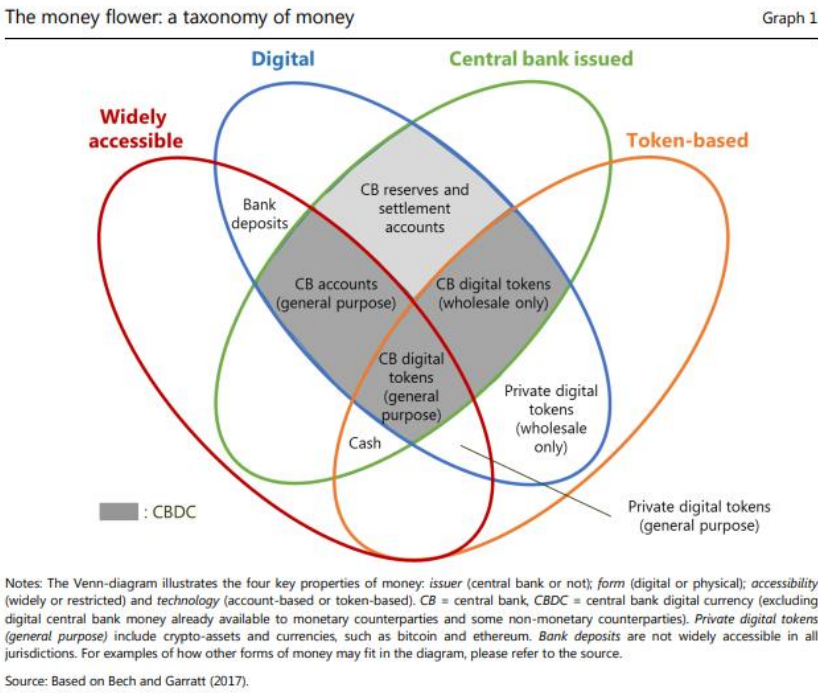 The money flower: a taxonomy of money
Graph 1
Digital
Central bank issued
Widely
accessible
Token-based
Bank
deposits
CB reserves and
settlement
accounts
CB accounts
(general purpose)
CB digital tokens
(wholesale only)
CB digital
tokens
(general
purpose)
Private digital
tokens
(wholesale
only)
Cash
: CBDC
Private digital tokens
(general purpose)
Notes: The Venn-diagram illustrates the four key properties of money: issuer (central bank or not); form (digital or physical); accessibility
(widely or restricted) and technology (account-based or token-based). CB = central bank, CBDC = central bank digital currency (excluding
digital central bank money already available to monetary counterparties and some non-monetary counterparties). Private digital tokens
(general purpose) include crypto-assets and currencies, such as bitcoin and ethereum. Bank deposits are not widely accessible in all
jurisdictions. For examples of how other forms of money may fit in the diagram, please refer to the source.
Source: Based on Bech and Garratt (2017).